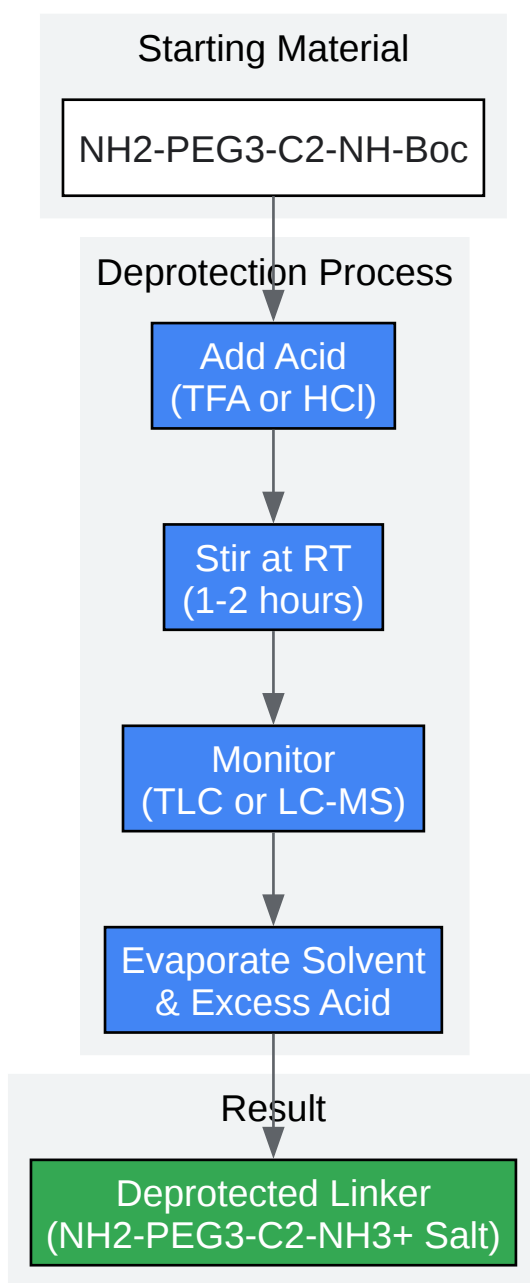 Starting Material
NH2-PEG3-C2-NH-Boc
Deprotection Process
Add Acid
(TFA or HCl)
Stir at RT
(1-2 hours)
Monitor
(TLC or LC-MS)
Evaporate Solvent
& Excess Acid
Result
Deprotected Linker
(NH2-PEG3-C2-NH3+ Salt)